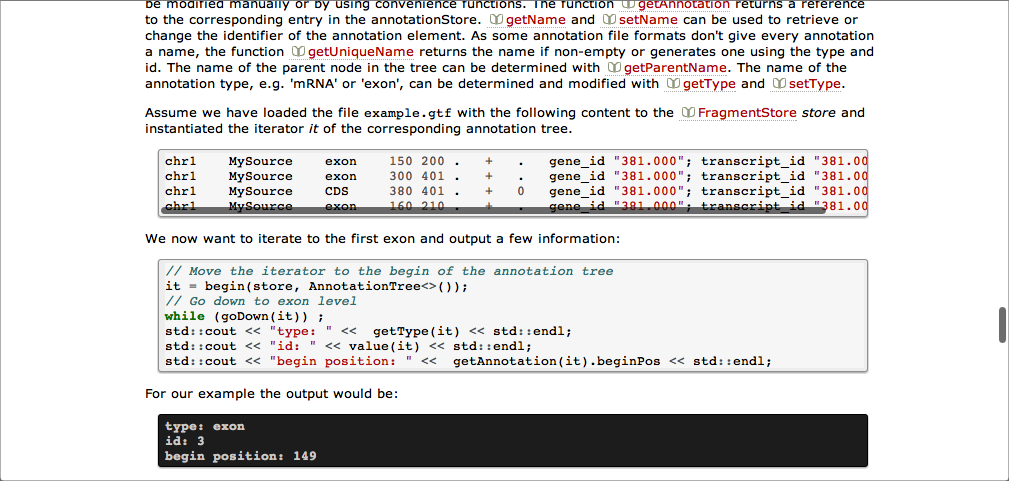 be modified manually or by using convenience functions. The function getAnnotation returns a reference
to the corresponding entry in the annotationStore. getName and setName can be used to retrieve or
change the identifier of the annotation element. As some annotation file formats don't give every annotation
a name, the function getUniqueName returns the name if non-empty or generates one using the type and
id. The name of the parent node in the tree can be determined with getParentName. The name of the
annotation type, e.g. 'mRNA' or 'exon', can be determined and modified with getType and setType.
Assume we have loaded the file example.gtf with the following content to the FragmentStore store and
instantiated the iterator it of the corresponding annotation tree.
chr1 MySource exon 150 200 . + . gene_id "381.000"; transcript_id "381.00
chr1 MySource exon 300 401 . + . gene_id "381.000"; transcript_id "381.00
chr1 MySource CDS 380 401 . + 0 gene_id "381.000"; transcript_id "381.00
chr1 MySource exon 160 210 . + . gene_id "381.000"; transcript_id "381.00
We now want to iterate to the first exon and output a few information:
// Move the iterator to the begin of the annotation tree
it = begin(store, AnnotationTree<>());
// Go down to exon level
while (goDown(it)) ;
std::cout << "type: " << getType(it) << std::endl;
std::cout << "id: " << value(it) << std::endl;
std::cout << "begin position: " << getAnnotation(it).beginPos << std::endl;
For our example the output would be:
type: exon
id: 3
begin position: 149